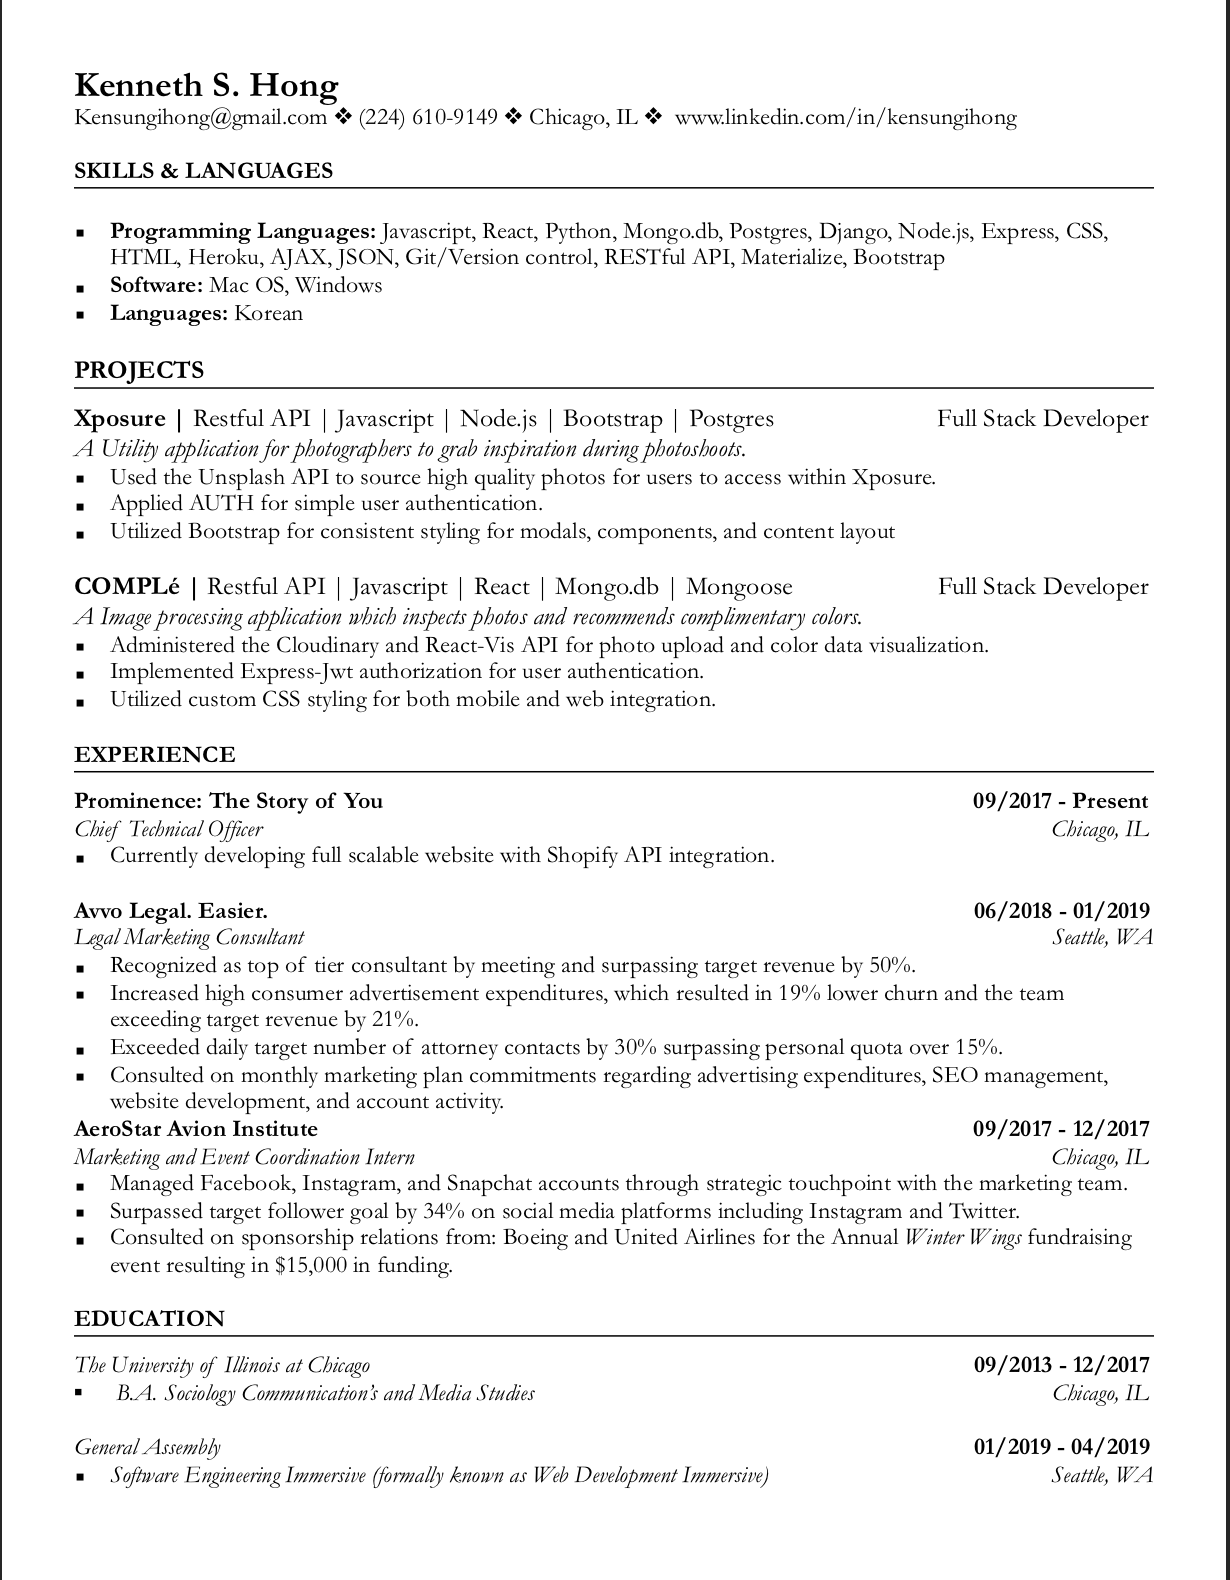 Kenneth S. Hong
Kensungihong@gmail.com ❖ (224) 610-9149 ❖ Chicago, IL ❖ www.linkedin.com/in/kensungihong
SKILLS & LANGUAGES
▪ Programming Languages: Javascript, React, Python, Mongo.db, Postgres, Django, Node.js, Express, CSS,
HTML, Heroku, AJAX, JSON, Git/Version control, RESTful API, Materialize, Bootstrap
▪ Software: Mac OS, Windows
▪ Languages: Korean
PROJECTS
Xposure | Restful API | Javascript | Node.js | Bootstrap | Postgres Full Stack Developer
A Utility application for photographers to grab inspiration during photoshoots.
▪ Used the Unsplash API to source high quality photos for users to access within Xposure.
▪ Applied AUTH for simple user authentication.
▪ Utilized Bootstrap for consistent styling for modals, components, and content layout
COMPLé | Restful API | Javascript | React | Mongo.db | Mongoose Full Stack Developer
A Image processing application which inspects photos and recommends complimentary colors.
▪ Administered the Cloudinary and React-Vis API for photo upload and color data visualization.
▪ Implemented Express-Jwt authorization for user authentication.
▪ Utilized custom CSS styling for both mobile and web integration.
EXPERIENCE
Prominence: The Story of You 09/2017 - Present
Chief Technical Officer Chicago, IL
▪ Currently developing full scalable website with Shopify API integration.
Avvo Legal. Easier. 06/2018 - 01/2019
Legal Marketing Consultant Seattle, WA
▪ Recognized as top of tier consultant by meeting and surpassing target revenue by 50%.
▪ Increased high consumer advertisement expenditures, which resulted in 19% lower churn and the team
exceeding target revenue by 21%.
▪ Exceeded daily target number of attorney contacts by 30% surpassing personal quota over 15%.
▪ Consulted on monthly marketing plan commitments regarding advertising expenditures, SEO management,
website development, and account activity.
AeroStar Avion Institute 09/2017 - 12/2017
Marketing and Event Coordination Intern Chicago, IL
▪ Managed Facebook, Instagram, and Snapchat accounts through strategic touchpoint with the marketing team.
▪ Surpassed target follower goal by 34% on social media platforms including Instagram and Twitter.
▪ Consulted on sponsorship relations from: Boeing and United Airlines for the Annual Winter Wings fundraising
event resulting in $15,000 in funding.
EDUCATION
The University of Illinois at Chicago 09/2013 - 12/2017
▪ B.A. Sociology Communication's and Media Studies Chicago, IL
General Assembly 01/2019 - 04/2019
▪ Software Engineering Immersive (formally known as Web Development Immersive) Seattle, WA